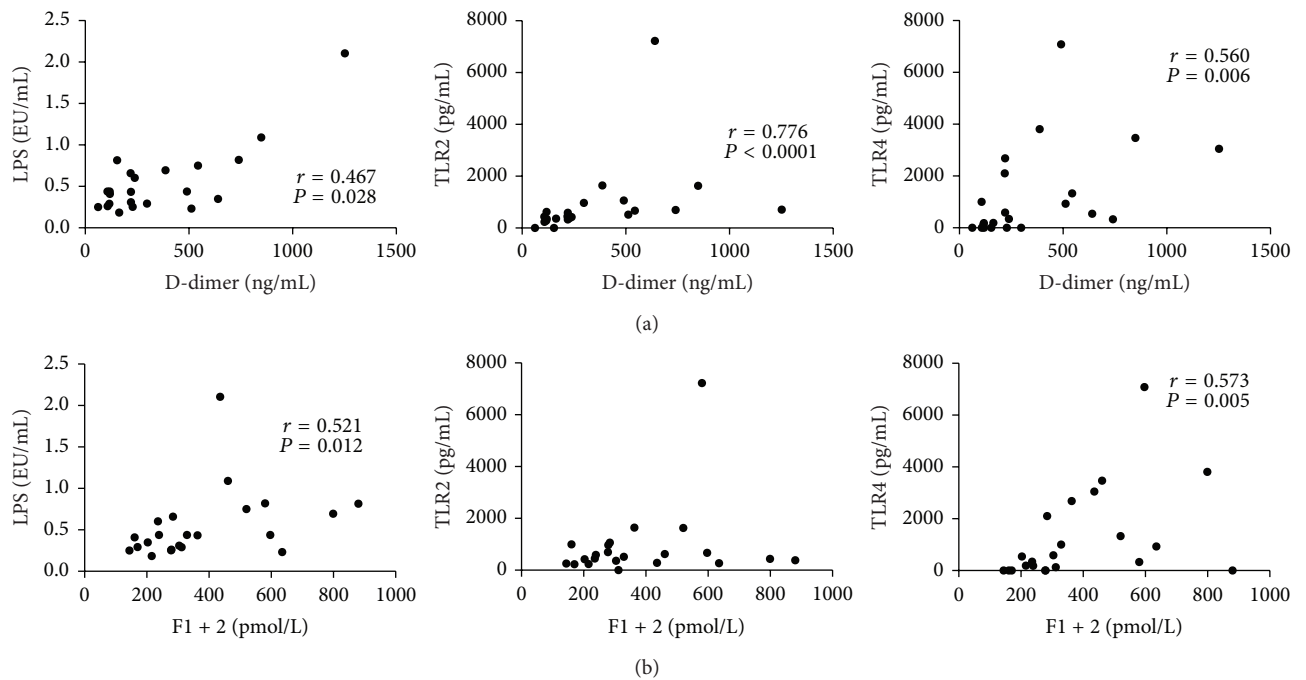 2.5
2.0
1.5
1.0
0.5
0.0
LPS (EU/mL)
r = 0.467
P = 0.028
0
500
1000
1500
D-dimer (ng/mL)
8000
6000
4000
2000
0
TLR2 (pg/mL)
r = 0.776
P < 0.0001
0
500
1000
1500
D-dimer (ng/mL)
8000
6000
4000
2000
0
TLR4 (pg/mL)
r = 0.560
P = 0.006
0
500
1000
1500
D-dimer (ng/mL)
(a)
2.5
2.0
1.5
1.0
0.5
0.0
LPS (EU/mL)
r = 0.521
P = 0.012
0
200
400
600
800
1000
F1 + 2 (pmol/L)
8000
6000
4000
2000
0
TLR2 (pg/mL)
0
200
400
600
800
1000
F1 + 2 (pmol/L)
8000
6000
4000
2000
0
TLR4 (pg/mL)
r = 0.573
P = 0.005
0
200
400
600
800
1000
F1 + 2 (pmol/L)
(b)